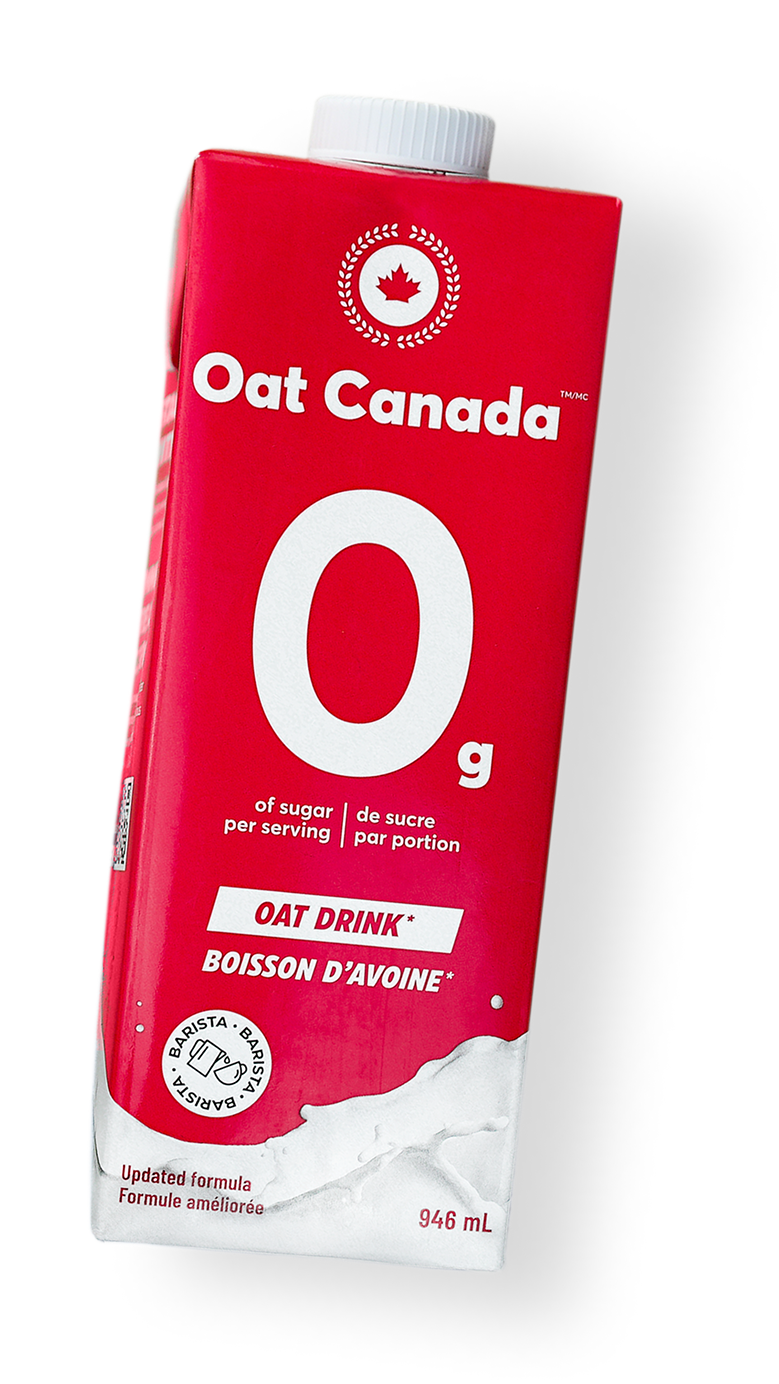 Oat Canada TM/MC
0 g
of sugar
per serving
de sucre
par portion
OAT DRINK*
BOISSON D'AVOINE*
BARISTA · BARISTA · BARISTA ·
Updated formula
Formule améliorée
946 mL